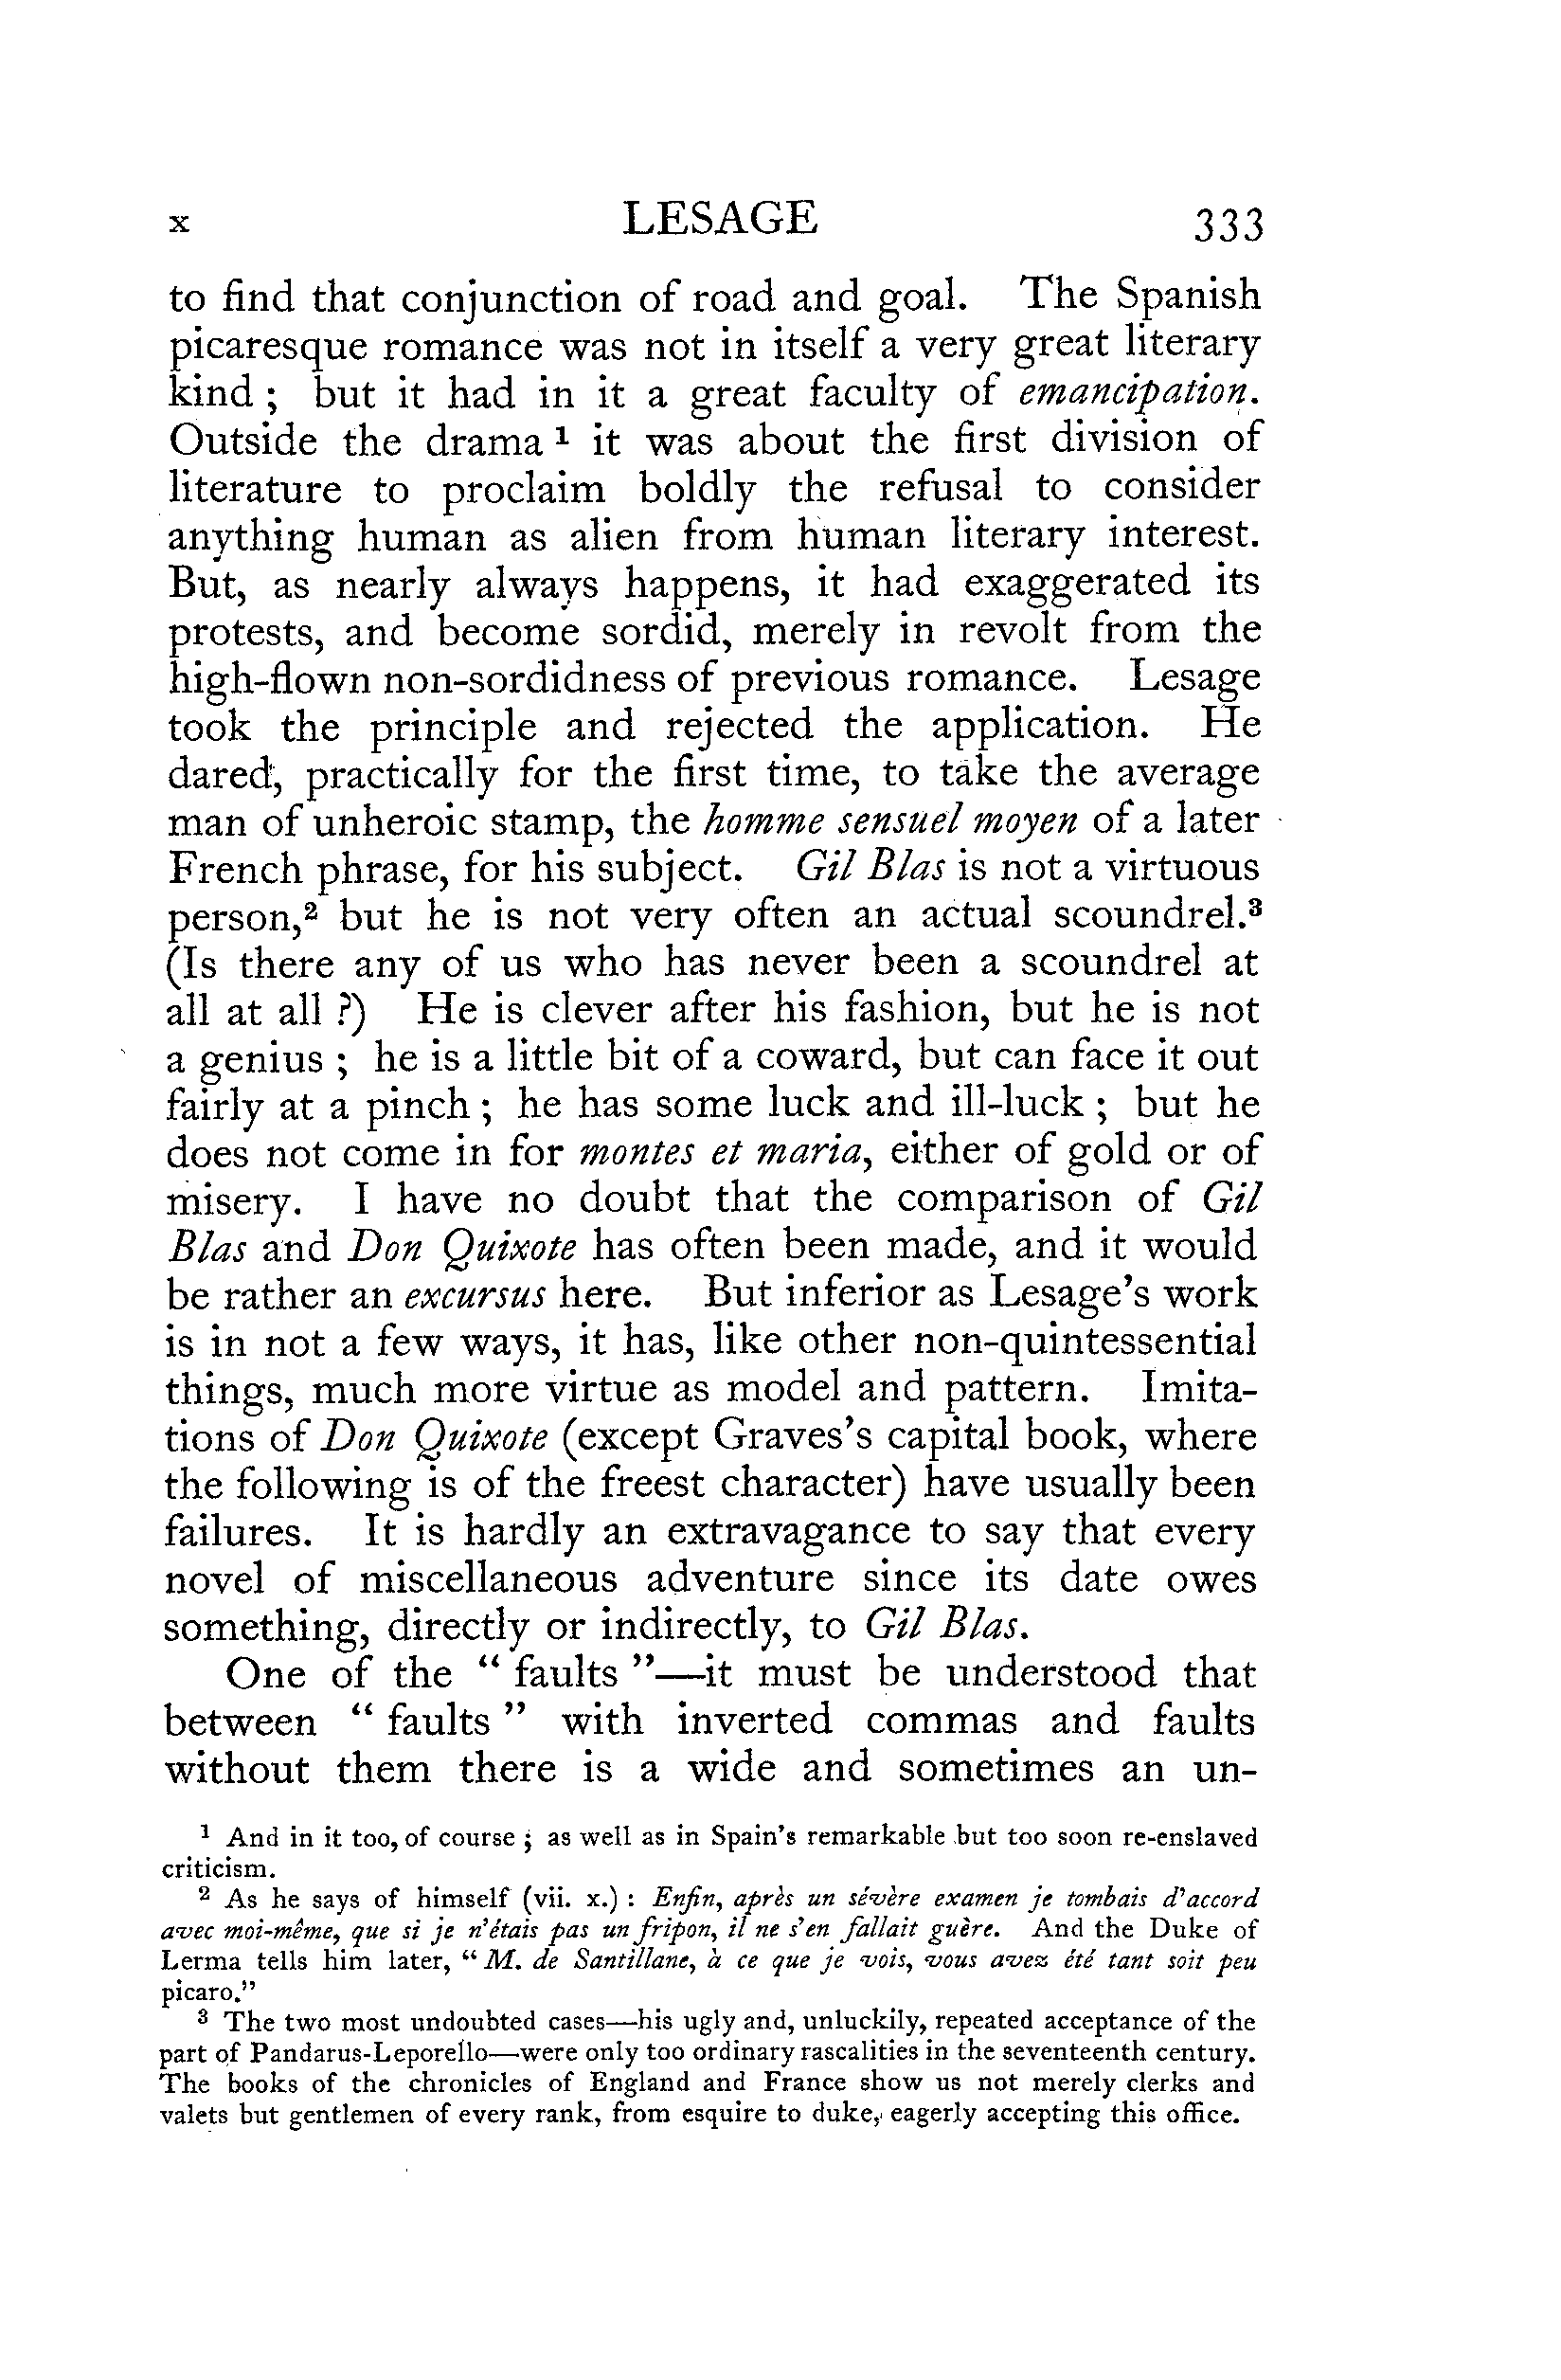 x LESAGE 333
to find that conjunction of road and goal. The Spanish
picaresque romance was not in itself a very great literary
kind ; but it had in it a great faculty of emancipation.
Outside the drama ¹ it was about the first division of
literature to proclaim boldly the refusal to consider
anything human as alien from human literary interest.
But, as nearly always happens, it had exaggerated its
protests, and become sordid, merely in revolt from the
high-flown non-sordidness of previous romance. Lesage
took the principle and rejected the application. He
dared, practically for the first time, to take the average
man of unheroic stamp, the homme sensuel moyen of a later
French phrase, for his subject. Gil Blas is not a virtuous
person,² but he is not very often an actual scoundrel.³
(Is there any of us who has never been a scoundrel at
all at all ?) He is clever after his fashion, but he is not
a genius ; he is a little bit of a coward, but can face it out
fairly at a pinch ; he has some luck and ill-luck ; but he
does not come in for montes et maria, either of gold or of
misery. I have no doubt that the comparison of Gil
Blas and Don Quixote has often been made, and it would
be rather an excursus here. But inferior as Lesage's work
is in not a few ways, it has, like other non-quintessential
things, much more virtue as model and pattern. Imita-
tions of Don Quixote (except Graves's capital book, where
the following is of the freest character) have usually been
failures. It is hardly an extravagance to say that every
novel of miscellaneous adventure since its date owes
something, directly or indirectly, to Gil Blas.
One of the “ faults ”—it must be understood that
between “ faults ” with inverted commas and faults
without them there is a wide and sometimes an un-
¹ And in it too, of course ; as well as in Spain's remarkable but too soon re-enslaved
criticism.
² As he says of himself (vii. x.) : Enfin, après un sévère examen je tombais d'accord
avec moi-même, que si je n'étais pas un fripon, il ne s'en fallait guère. And the Duke of
Lerma tells him later, “ M. de Santillane, à ce que je vois, vous avez été tant soit peu
picaro.”
³ The two most undoubted cases—his ugly and, unluckily, repeated acceptance of the
part of Pandarus-Leporello—were only too ordinary rascalities in the seventeenth century.
The books of the chronicles of England and France show us not merely clerks and
valets but gentlemen of every rank, from esquire to duke, eagerly accepting this office.